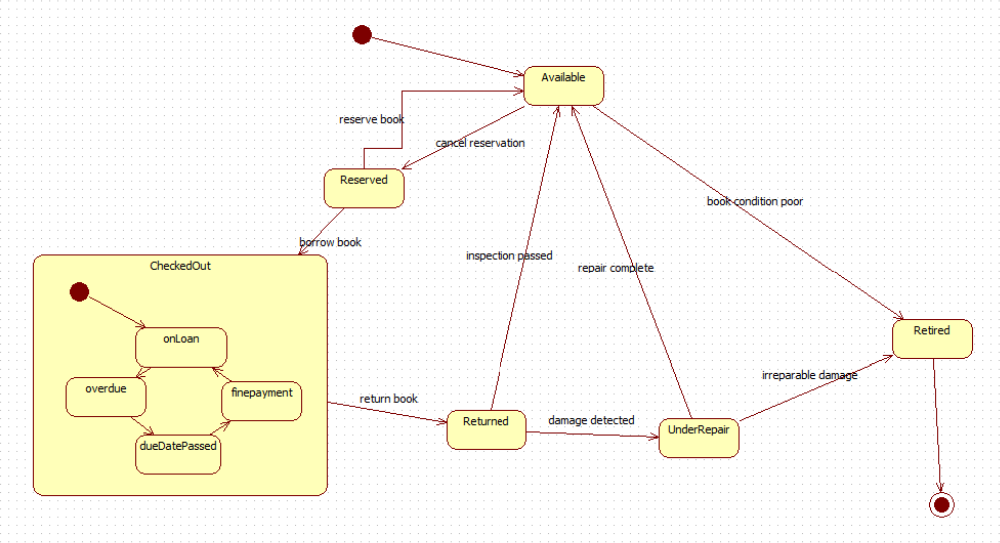 Available
reserve book
cancel reservation
Reserved
book condition poor
borrow book
inspection passed
CheckedOut
repair complete
onLoan
Retired
overdue
finepayment
irreparable damage
return book
Returned
damage detected
UnderRepair
dueDatePassed